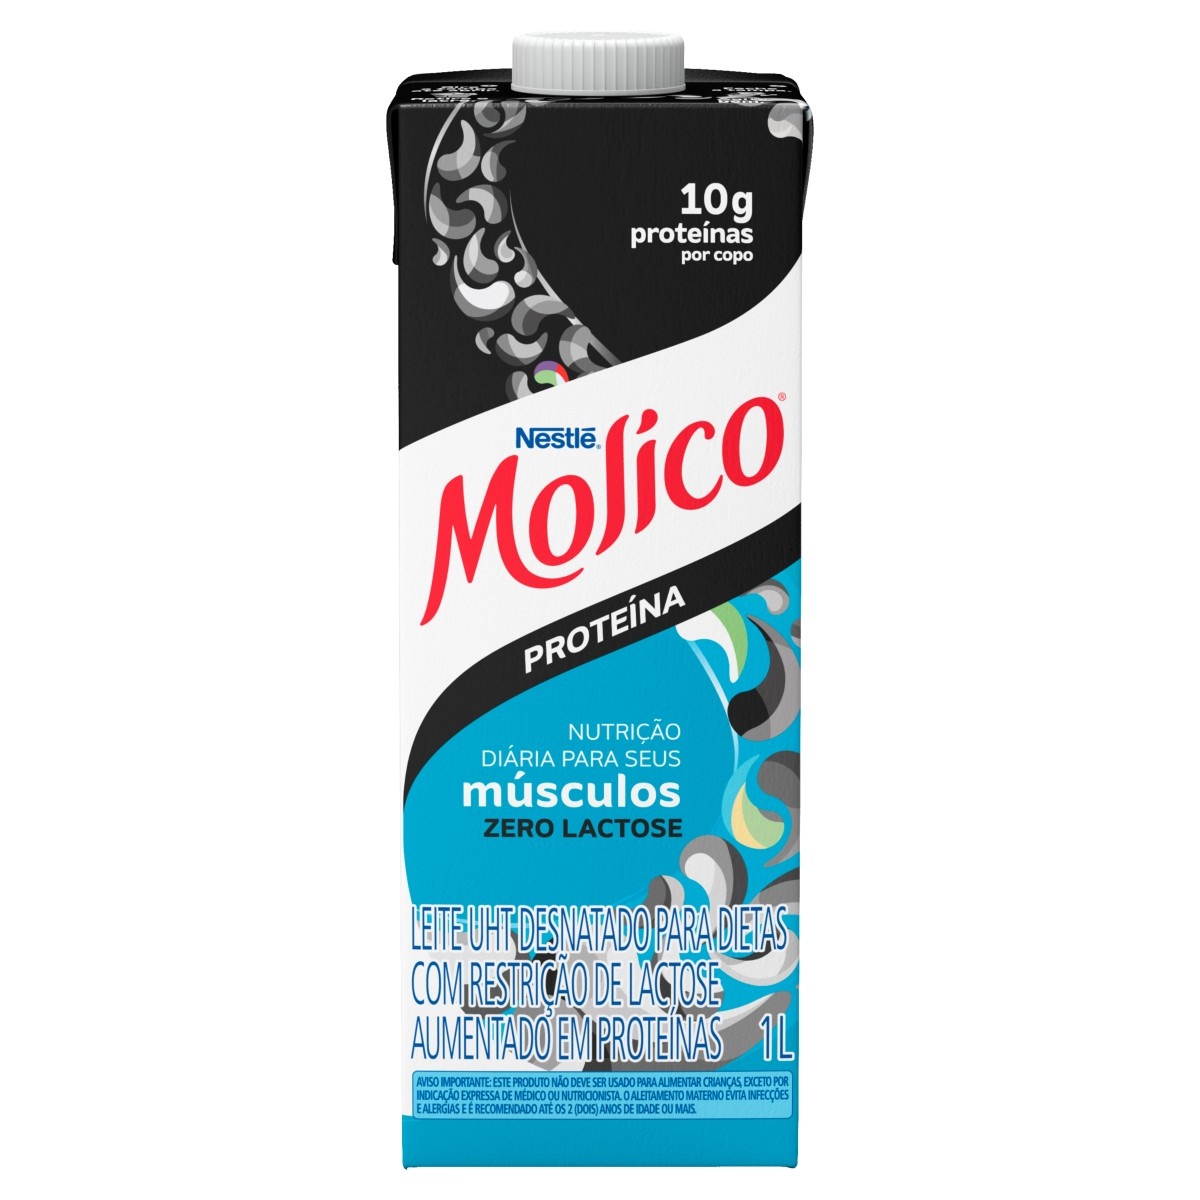 10g
proteínas
por copo
Nestlé®
Molico®
PROTEÍNA
NUTRIÇÃO
DIÁRIA PARA SEUS
músculos
ZERO LACTOSE
LEITE UHT DESNATADO PARA DIETAS
COM RESTRIÇÃO DE LACTOSE
AUMENTADO EM PROTEÍNAS 1L
AVISO IMPORTANTE: ESTE PRODUTO NÃO DEVE SER USADO PARA ALIMENTAR CRIANÇAS, EXCETO POR
INDICAÇÃO EXPRESSA DE MÉDICO OU NUTRICIONISTA. O ALEITAMENTO MATERNO EVITA INFECÇÕES
E ALERGIAS E É RECOMENDADO ATÉ OS 2 (DOIS) ANOS DE IDADE OU MAIS.